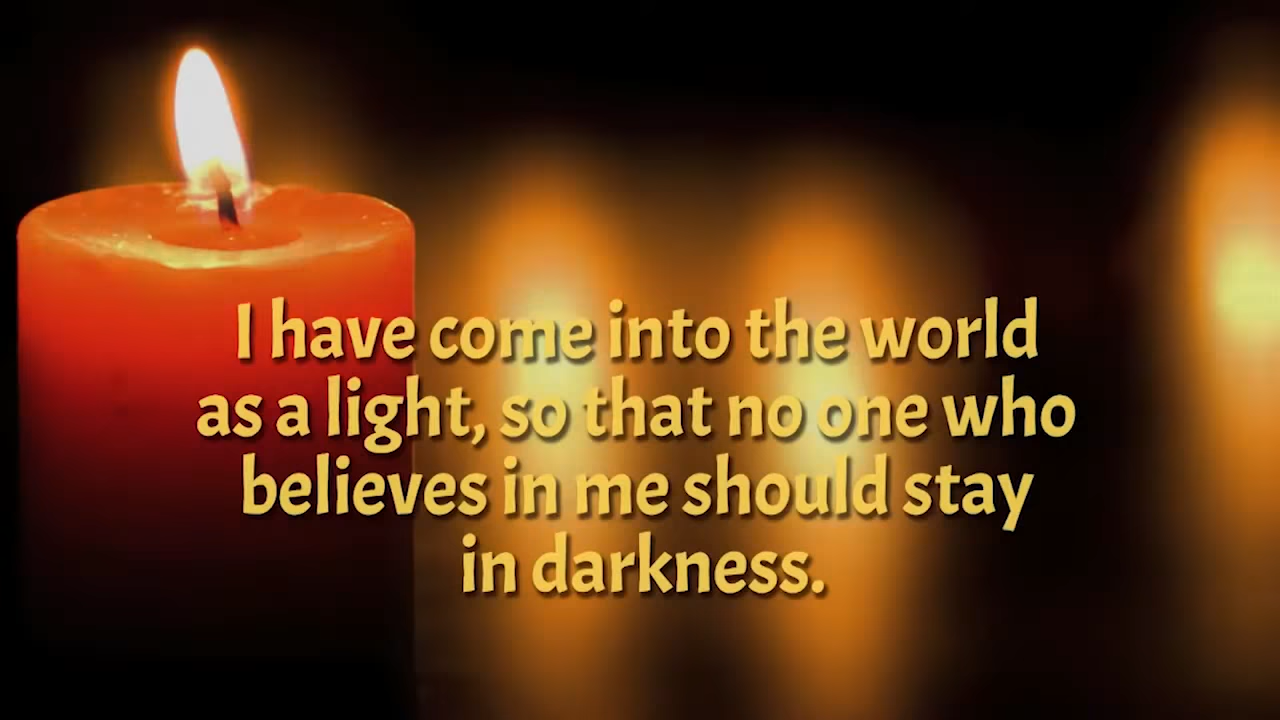 I have come into the world
as a light, so that no one who
believes in me should stay
in darkness.